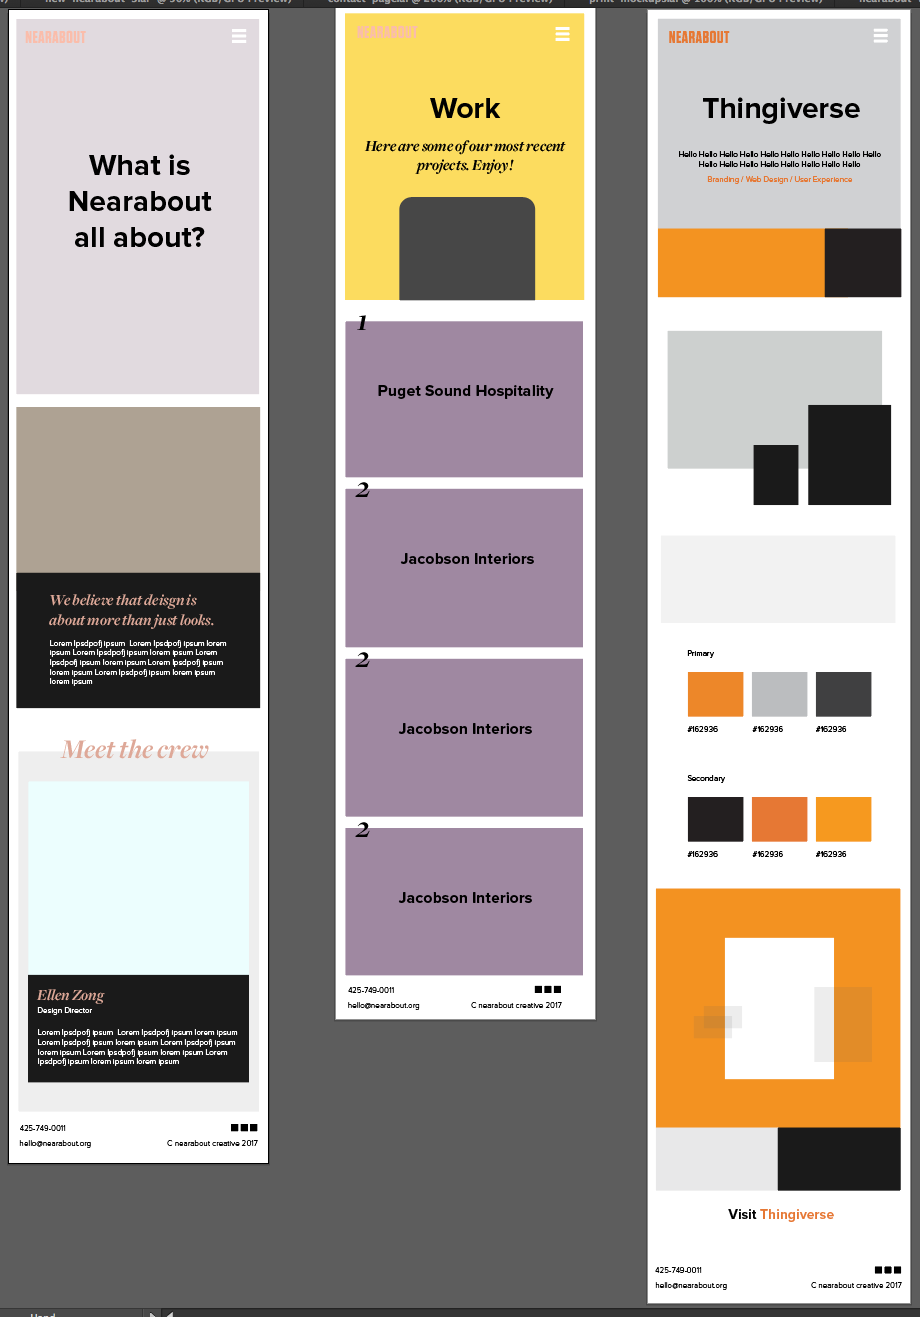 NEARABOUT
What is
Nearabout
all about?
We believe that deisgn is
about more than just looks.
Lorem Ipsdpofj ipsum Lorem Ipsdpofj ipsum lorem
ipsum Lorem Ipsdpofj ipsum lorem ipsum Lorem
Ipsdpofj ipsum lorem ipsum Lorem Ipsdpofj ipsum
lorem ipsum Lorem Ipsdpofj ipsum lorem ipsum
lorem ipsum
Meet the crew
Ellen Zong
Design Director
Lorem Ipsdpofj ipsum Lorem Ipsdpofj ipsum lorem ipsum
Lorem Ipsdpofj ipsum lorem ipsum Lorem Ipsdpofj ipsum
lorem ipsum Lorem Ipsdpofj ipsum lorem ipsum Lorem
Ipsdpofj ipsum lorem ipsum lorem ipsum
425-749-0011
hello@nearabout.org C nearabout creative 2017
NEARABOUT
Work
Here are some of our most recent
projects. Enjoy!
1
Puget Sound Hospitality
2
Jacobson Interiors
2
Jacobson Interiors
2
Jacobson Interiors
425-749-0011
hello@nearabout.org C nearabout creative 2017
NEARABOUT
Thingiverse
Hello Hello Hello Hello Hello Hello Hello Hello Hello Hello
Hello Hello Hello Hello Hello Hello Hello Hello
Branding / Web Design / User Experience
Primary
#162936 #162936 #162936
Secondary
#162936 #162936 #162936
Visit Thingiverse
425-749-0011
hello@nearabout.org C nearabout creative 2017